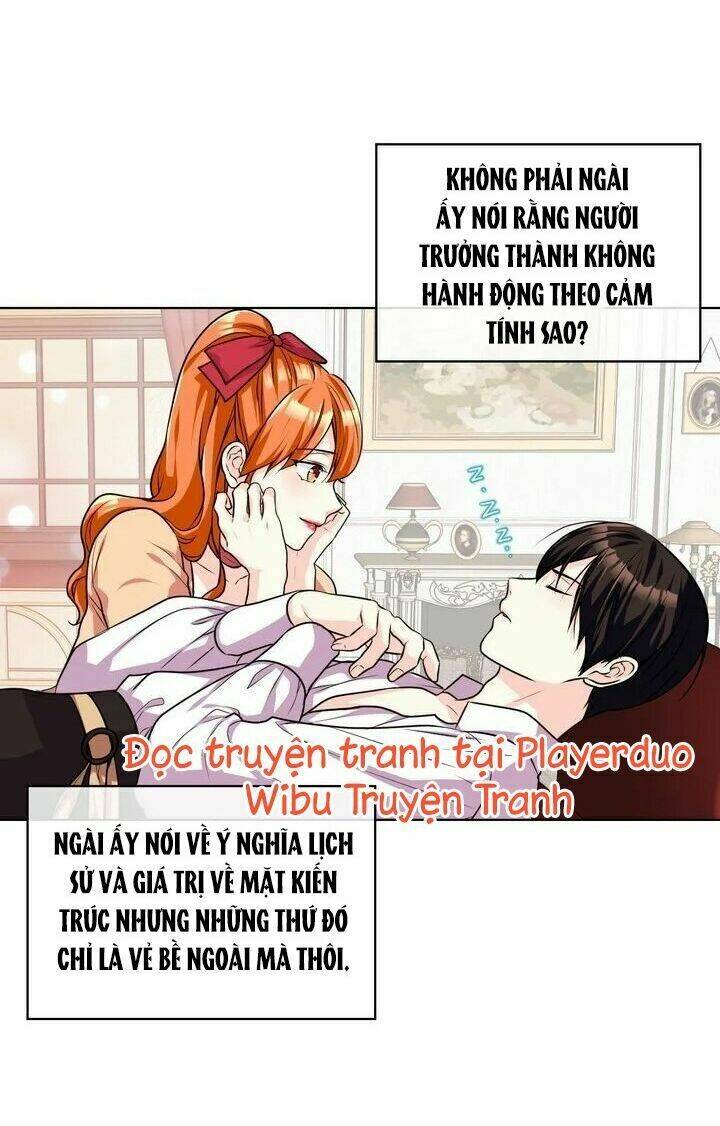 KHÔNG PHẢI NGÀI
ẤY NÓI RẰNG NGƯỜI
TRƯỞNG THÀNH KHÔNG
HÀNH ĐỘNG THEO CẢM
TÍNH SAO?
Z.Z.Z.Z.
Đọc truyện tranh tại Playerduo
Wibu Truyện Tranh
NGÀI ẤY NÓI VỀ Ý NGHĨA LỊCH
SỬ VÀ GIÁ TRỊ VỀ MẶT KIẾN
TRÚC NHƯNG NHỮNG THỨ ĐÓ
CHỈ LÀ VẺ BỀ NGOÀI MÀ THÔI.